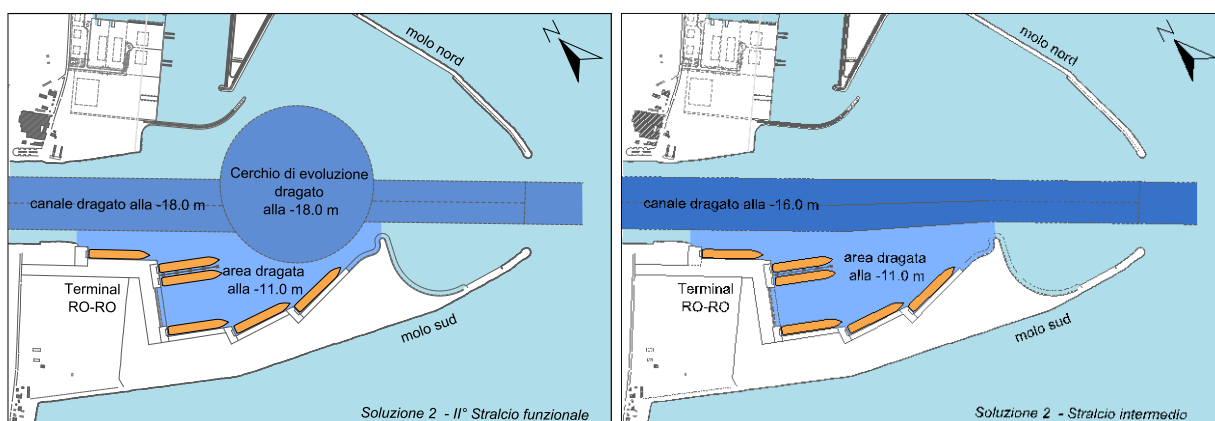 N
molo nord
Cerchio di evoluzione
dragato
alla -18.0 m
canale dragato alla -18.0 m
area dragata
alla -11.0 m
Terminal
RO-RO
molo sud
Soluzione 2 - II° Stralcio funzionale
N
molo nord
canale dragato alla -16.0 m
area dragata
alla -11.0 m
Terminal
RO-RO
molo sud
Soluzione 2 - Stralcio intermedio